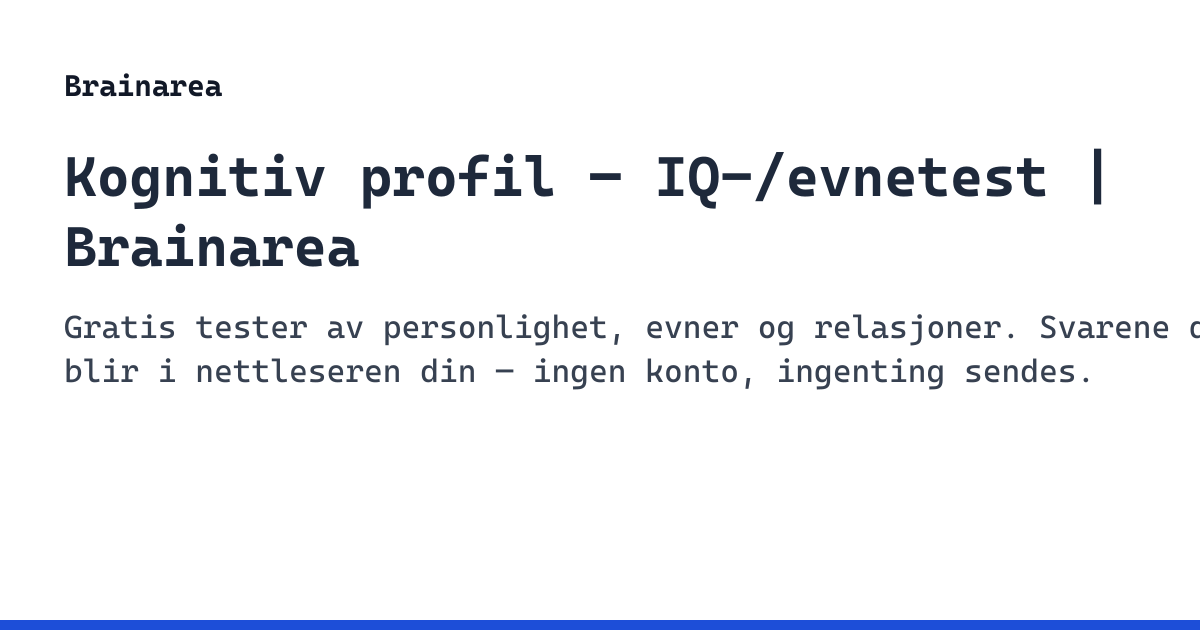 Brainarea
Kognitiv profil – IQ-/evnetest |
Brainarea
Gratis tester av personlighet, evner og relasjoner. Svarene
blir i nettleseren din – ingen konto, ingenting sendes.